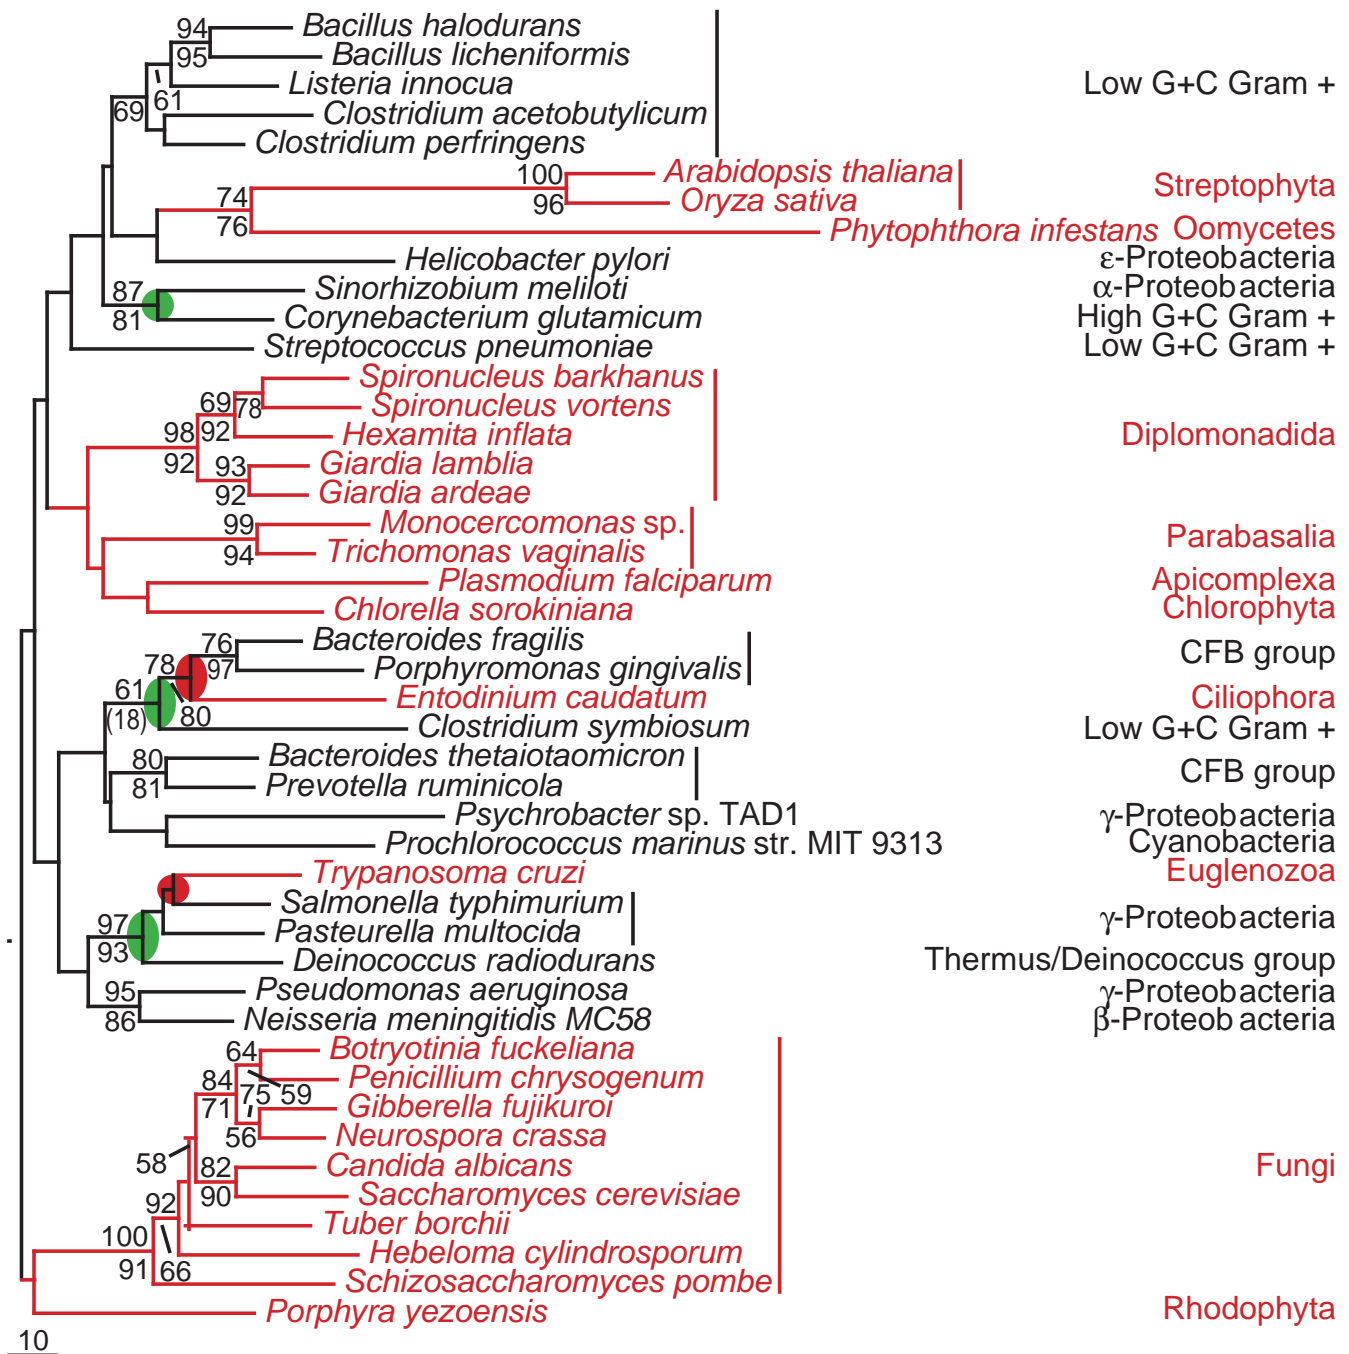 94 Bacillus halodurans
95 Bacillus licheniformis
Listeria innocua Low G+C Gram +
69 61
Clostridium acetobutylicum
Clostridium perfringens
100 Arabidopsis thaliana
Streptophyta
74 96 Oryza sativa
76 Phytophthora infestans Oomycetes
Helicobacter pylori ε-Proteobacteria
87 Sinorhizobium meliloti α-Proteobacteria
81 Corynebacterium glutamicum High G+C Gram +
Streptococcus pneumoniae Low G+C Gram +
Spironucleus barkhanus
69 78 Spironucleus vortens
98 92 Hexamita inflata Diplomonadida
92 93 Giardia lamblia
92 Giardia ardeae
99 Monocercomonas sp.
Parabasalia
94 Trichomonas vaginalis
Plasmodium falciparum Apicomplexa
Chlorella sorokiniana Chlorophyta
76 Bacteroides fragilis
CFB group
78 97 Porphyromonas gingivalis
61 Entodinium caudatum Ciliophora
(18) 80
Clostridium symbiosum Low G+C Gram +
80 Bacteroides thetaiotaomicron
CFB group
81 Prevotella ruminicola
Psychrobacter sp. TAD1 γ-Proteobacteria
Prochlorococcus marinus str. MIT 9313 Cyanobacteria
Trypanosoma cruzi Euglenozoa
Salmonella typhimurium
γ-Proteobacteria
97 Pasteurella multocida
93 Deinococcus radiodurans Thermus/Deinococcus group
95 Pseudomonas aeruginosa γ-Proteobacteria
86 Neisseria meningitidis MC58 β-Proteob acteria
64 Botryotinia fuckeliana
84 Penicillium chrysogenum
75 59
71 Gibberella fujikuroi
56 Neurospora crassa
58 82 Candida albicans Fungi
90 Saccharomyces cerevisiae
92 Tuber borchii
100 Hebeloma cylindrosporum
91 66 Schizosaccharomyces pombe
Porphyra yezoensis Rhodophyta
10